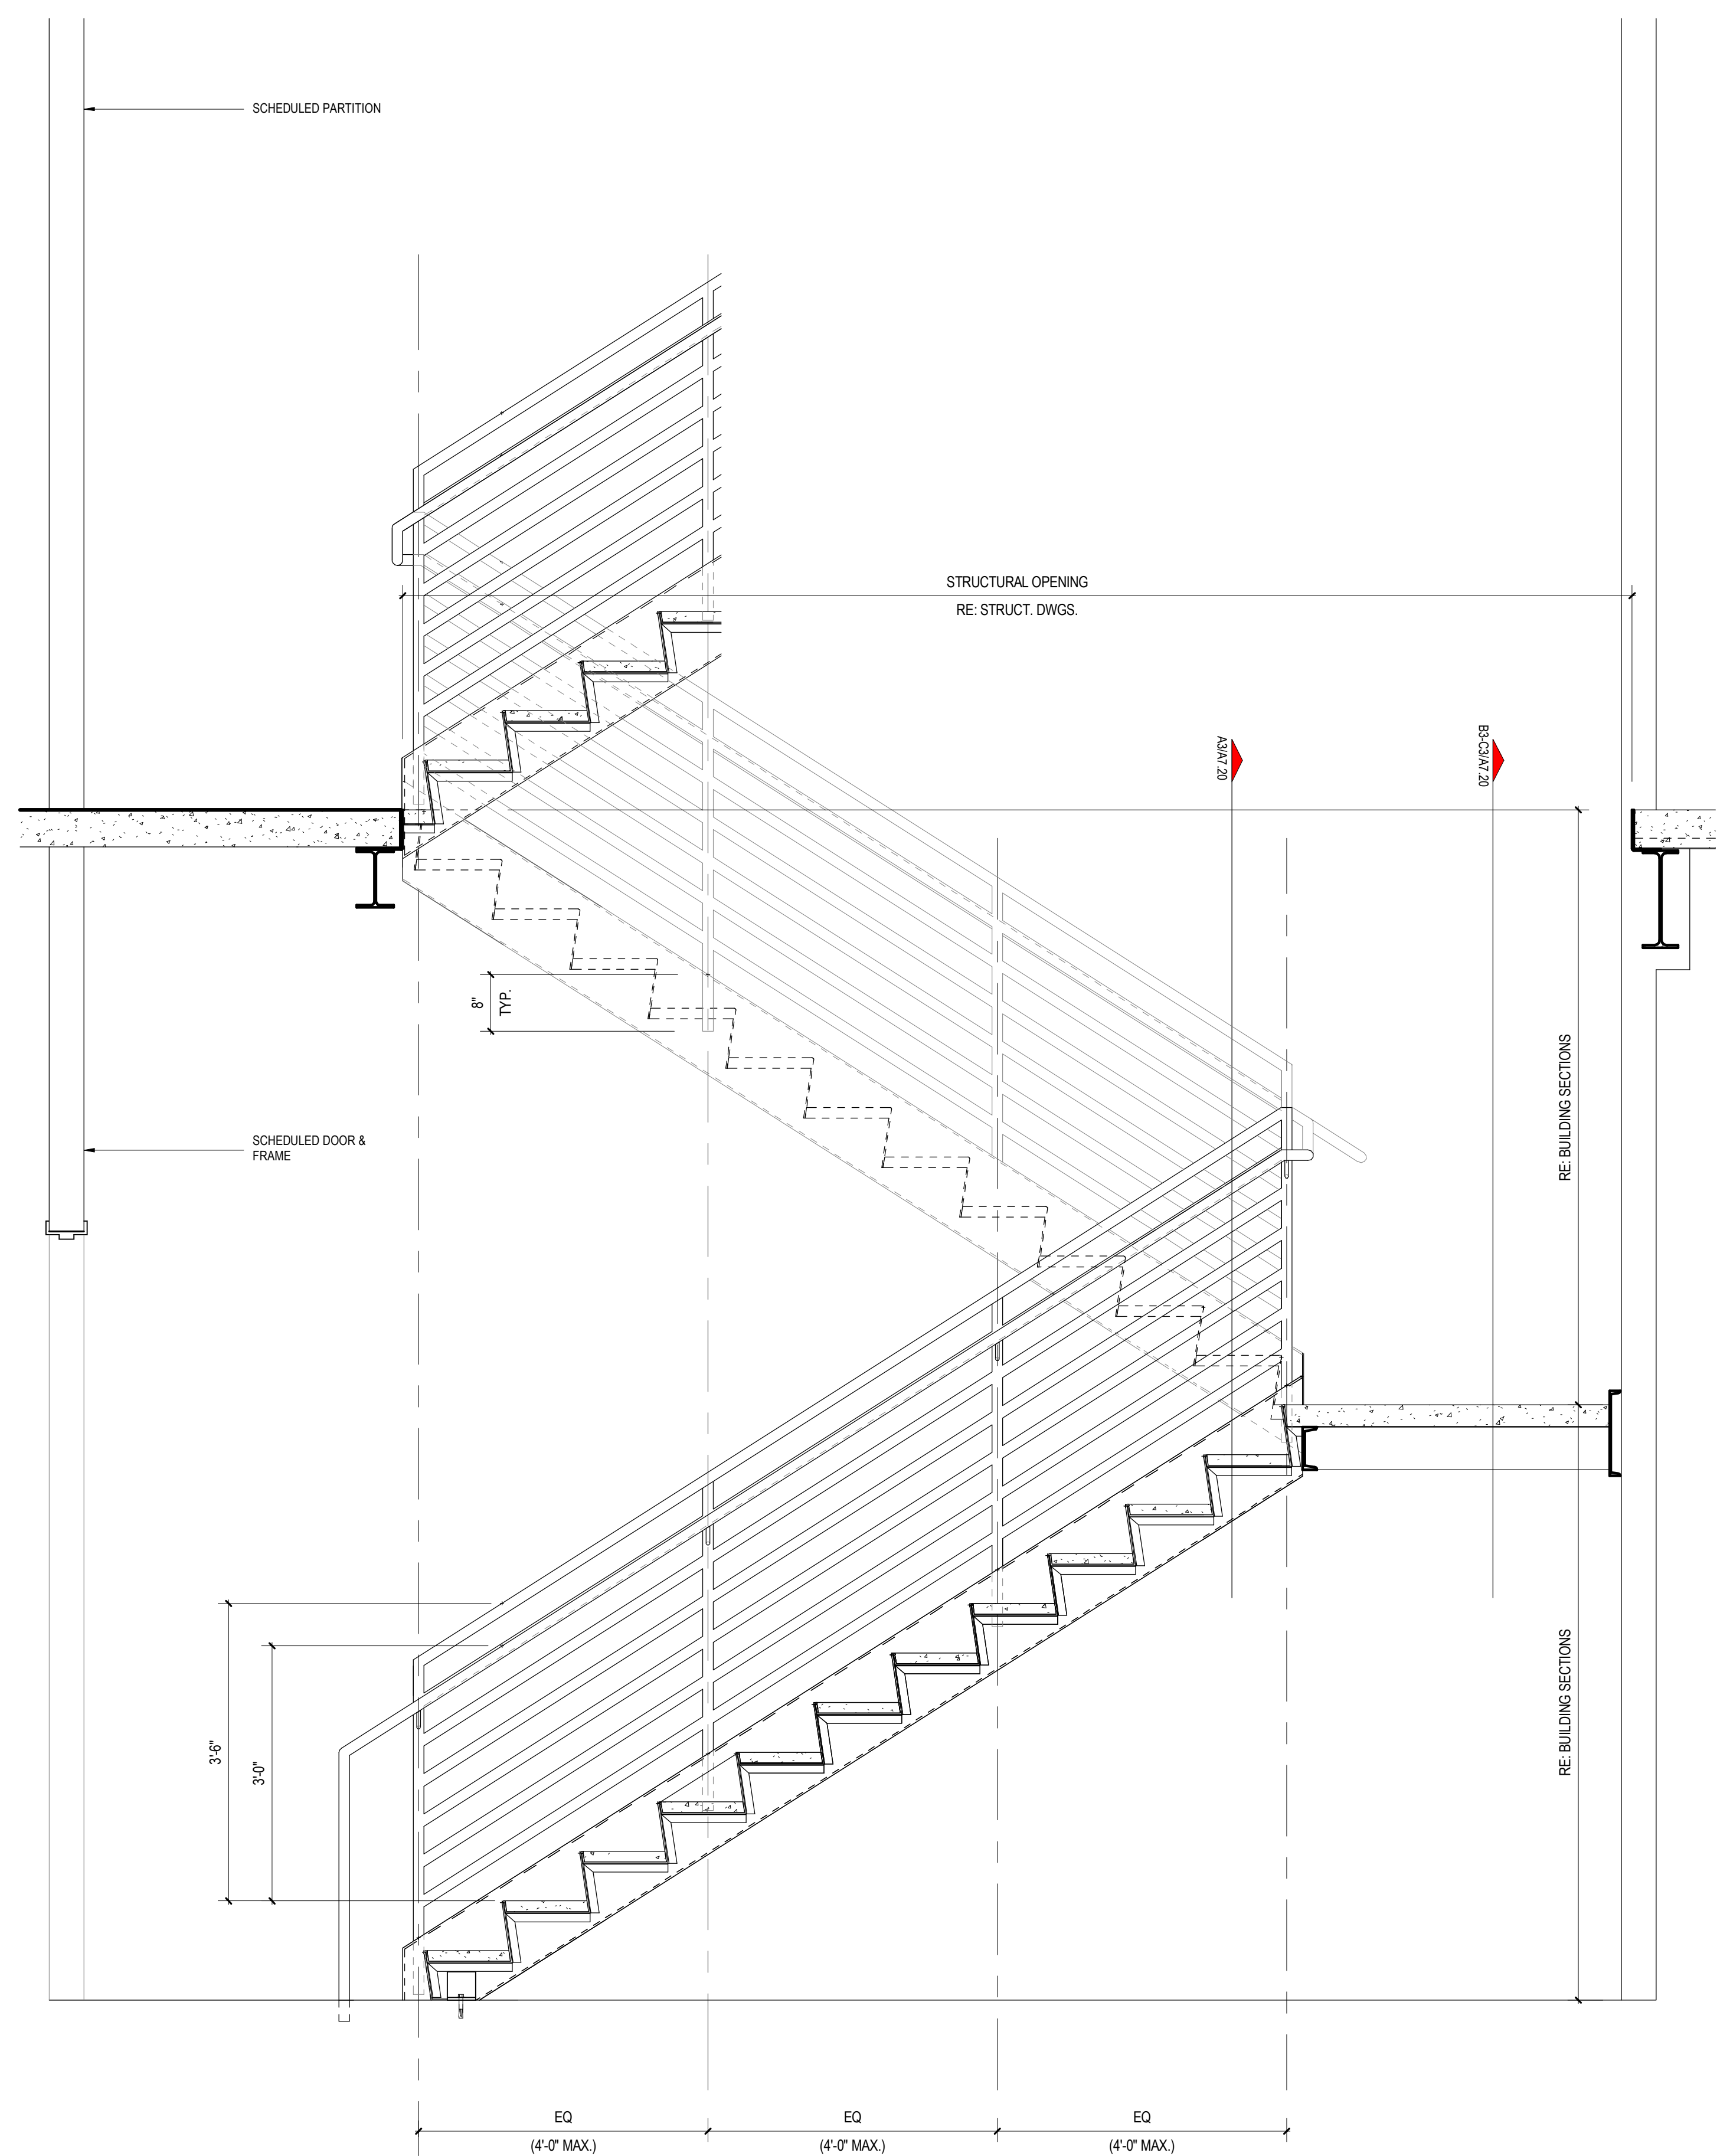 SCHEDULED PARTITION
STRUCTURAL OPENING
RE: STRUCT. DWGS.
A3/A7.20
B3-C3/A7.20
8"
TYP.
RE: BUILDING SECTIONS
SCHEDULED DOOR &
FRAME
3'-6"
3'-0"
RE: BUILDING SECTIONS
EQ
(4'-0" MAX.)
EQ
(4'-0" MAX.)
EQ
(4'-0" MAX.)